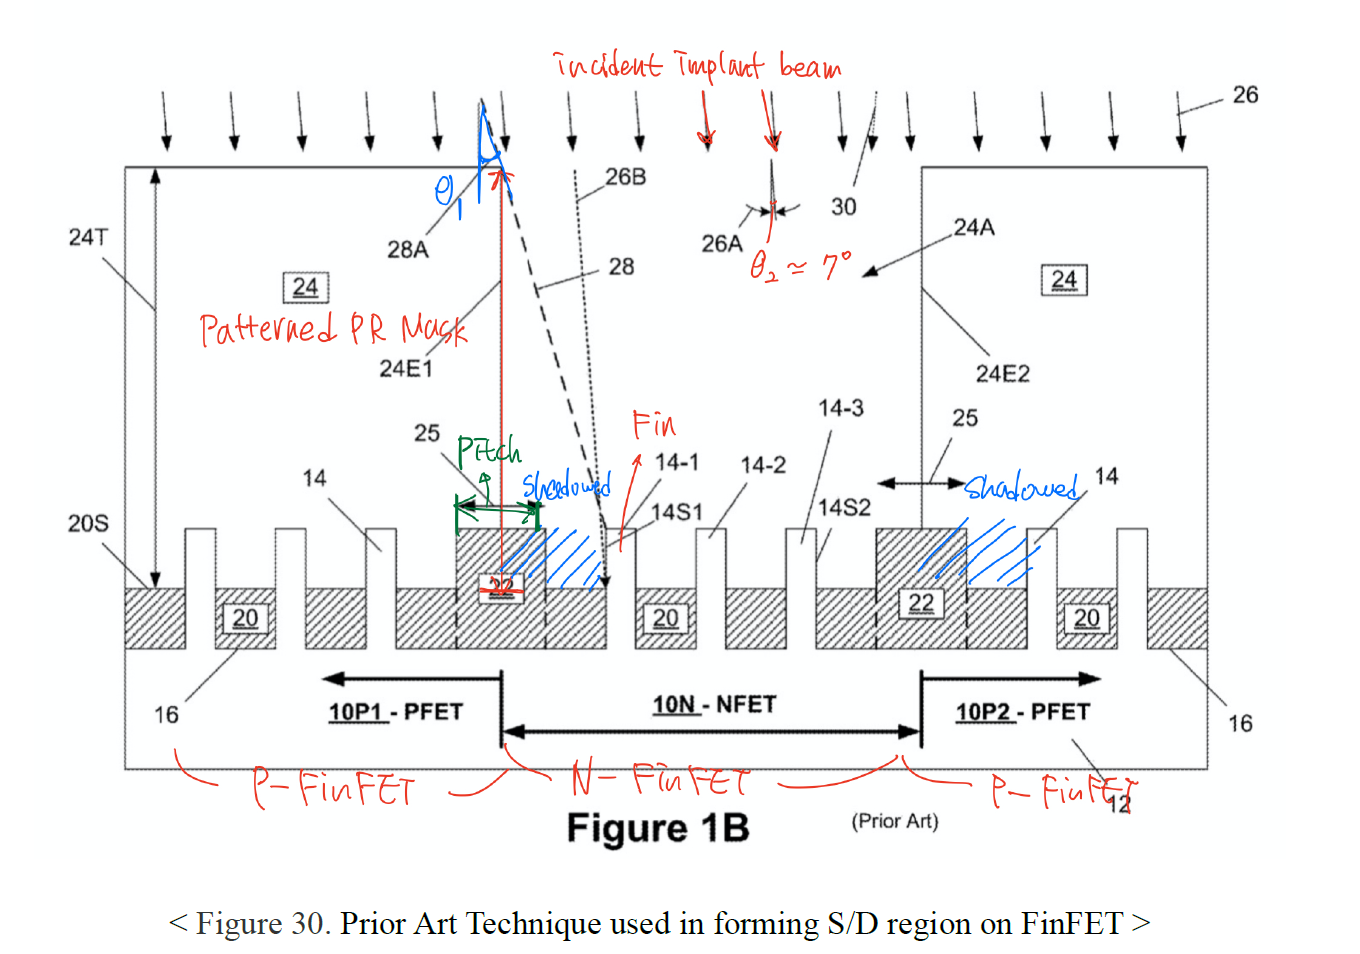 incident implant beam
26
θ1
26B
30
24T
28A
26A
24A
θ2 ≃ 7°
28
24
24
Patterned PR Mask
24E1
24E2
14-3
25
25
Fin
Pitch
14
shadowed
14-1
14-2
shadowed
14
20S
14S1
14S2
22
22
20
20
20
16
10P1 - PFET
10N - NFET
10P2 - PFET
16
P-FinFET
N-FinFET
P-FinFET
12
Figure 1B
(Prior Art)
< Figure 30. Prior Art Technique used in forming S/D region on FinFET >